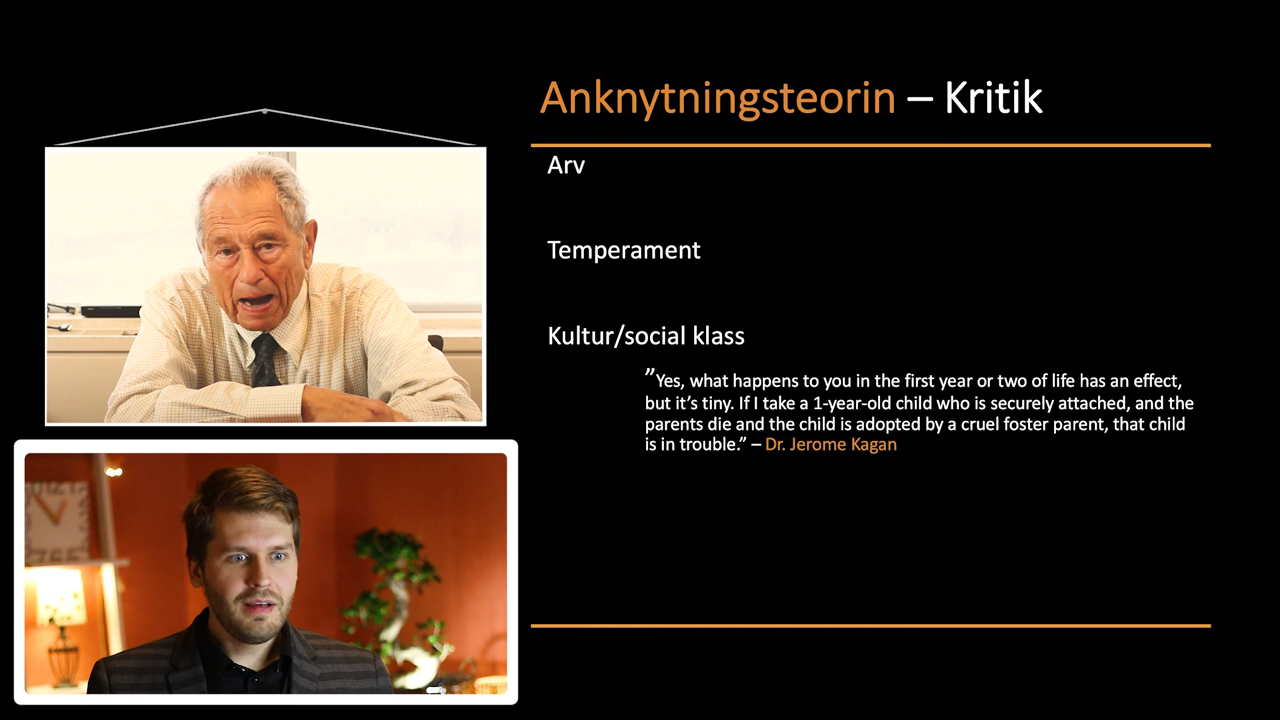 Anknytningsteorin – Kritik
Arv
Temperament
Kultur/social klass
”Yes, what happens to you in the first year or two of life has an effect,
but it’s tiny. If I take a 1-year-old child who is securely attached, and the
parents die and the child is adopted by a cruel foster parent, that child
is in trouble.” – Dr. Jerome Kagan